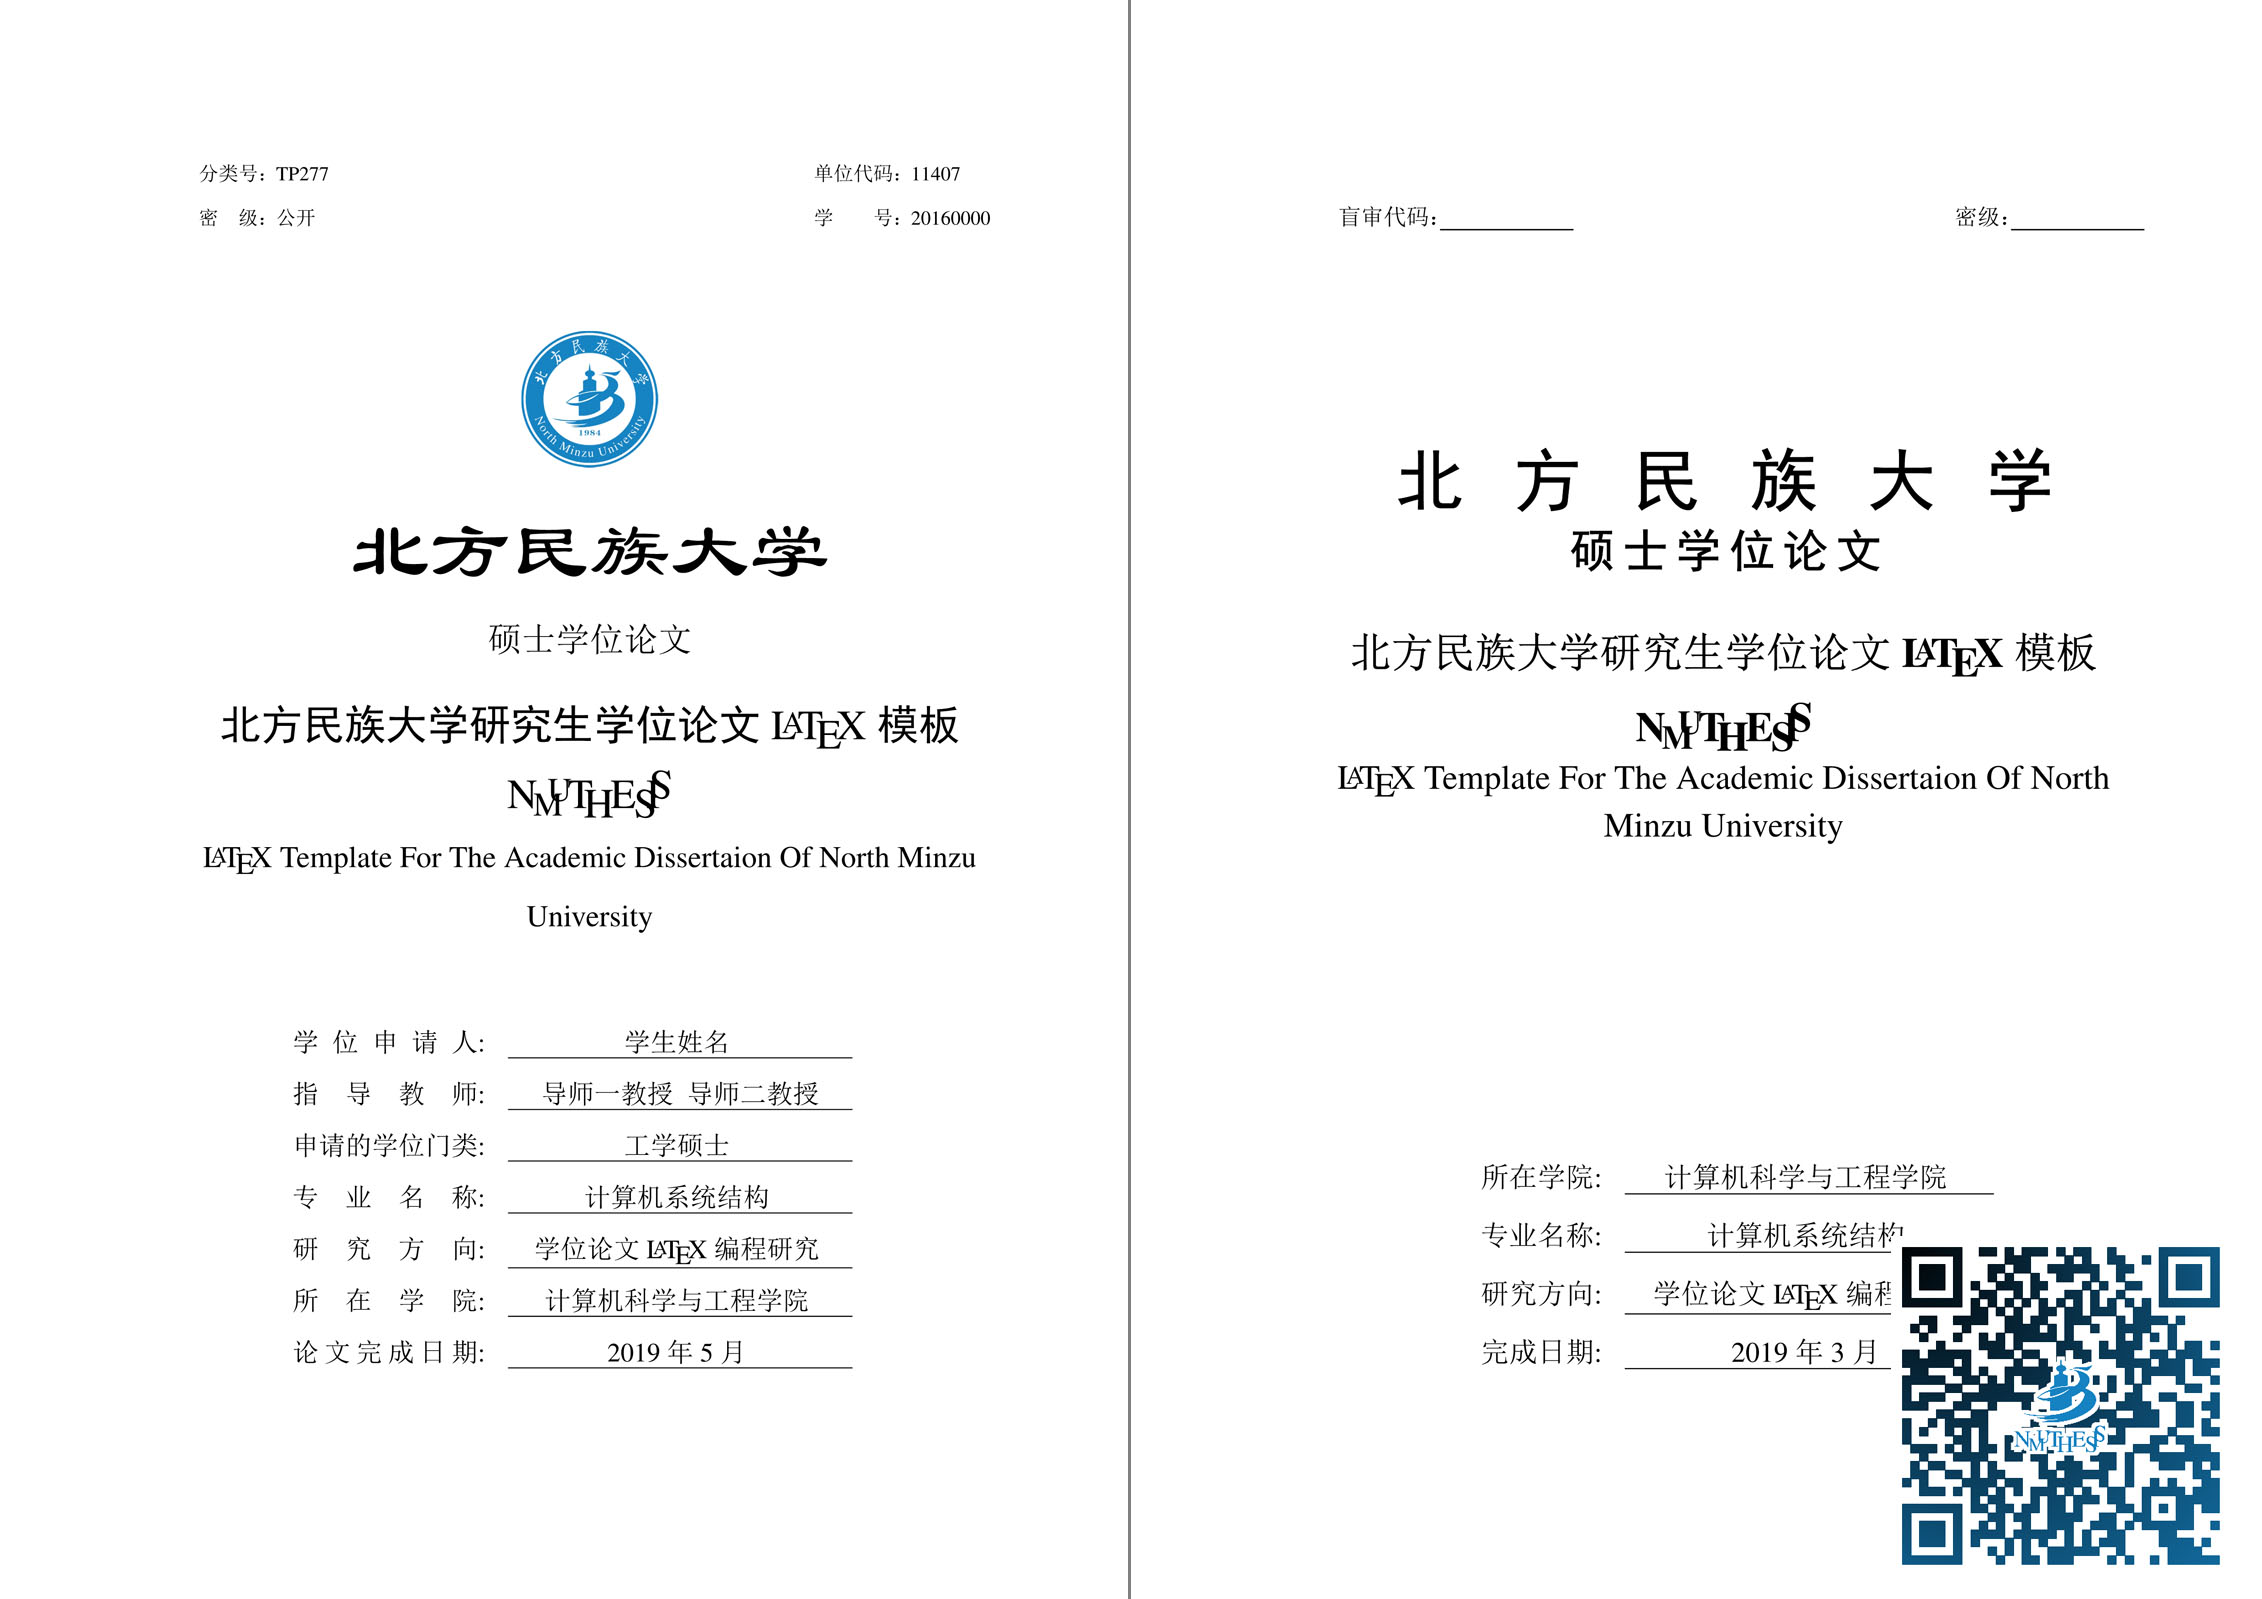 分类号：TP277
单位代码：11407
密 级：公开
学 号：20160000
北方民族大学
1984
North Minzu University
北方民族大学
硕士学位论文
北方民族大学研究生学位论文 LATEX 模板
NMUTHESIS
LATEX Template For The Academic Dissertaion Of North Minzu
University
学位申请人: 学生姓名
指导教师: 导师一教授 导师二教授
申请的学位门类: 工学硕士
专业名称: 计算机系统结构
研究方向: 学位论文 LATEX 编程研究
所在学院: 计算机科学与工程学院
论文完成日期: 2019 年 5 月
盲审代码:
密级:
北方民族大学
硕士学位论文
北方民族大学研究生学位论文 LATEX 模板
NMUTHESIS
LATEX Template For The Academic Dissertaion Of North
Minzu University
所在学院: 计算机科学与工程学院
专业名称: 计算机系统结构
研究方向: 学位论文 LATEX 编程
完成日期: 2019 年 3 月
NMUTHESIS